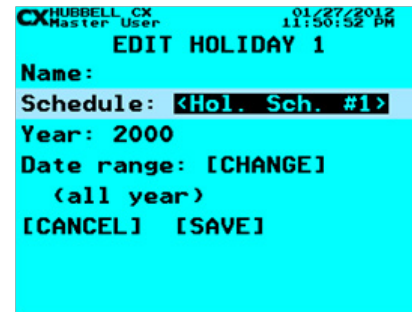 CX HUBBELL CX 01/27/2012
Master User 11:50:52 PM
EDIT HOLIDAY 1
Name:
Schedule: <Hol. Sch. #1>
Year: 2000
Date range: [CHANGE]
(all year)
[CANCEL] [SAVE]